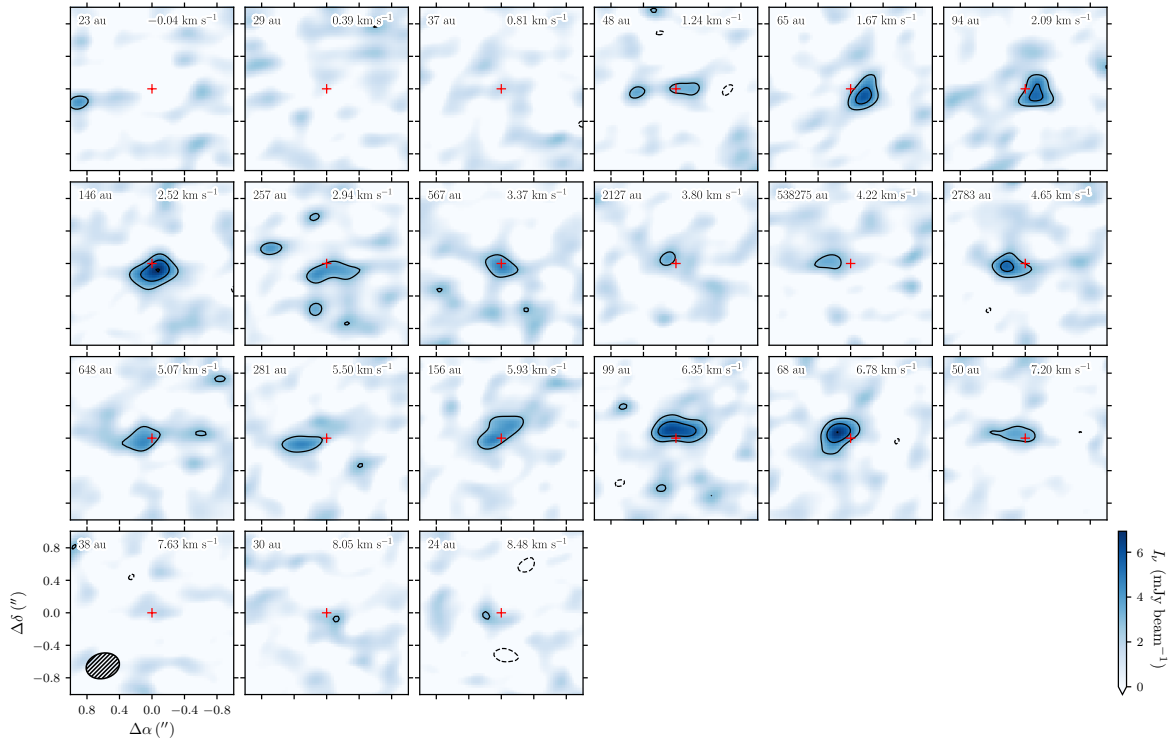 23 au −0.04 km s−1
29 au 0.39 km s−1
37 au 0.81 km s−1
48 au 1.24 km s−1
65 au 1.67 km s−1
94 au 2.09 km s−1
146 au 2.52 km s−1
257 au 2.94 km s−1
567 au 3.37 km s−1
2127 au 3.80 km s−1
538275 au 4.22 km s−1
2783 au 4.65 km s−1
648 au 5.07 km s−1
281 au 5.50 km s−1
156 au 5.93 km s−1
99 au 6.35 km s−1
68 au 6.78 km s−1
50 au 7.20 km s−1
38 au 7.63 km s−1
30 au 8.05 km s−1
24 au 8.48 km s−1
0.8
0.4
0.0
−0.4
−0.8
Δδ (″)
0.8 0.4 0.0 −0.4 −0.8
Δα (″)
6
4
2
0
Iν (mJy beam−1)